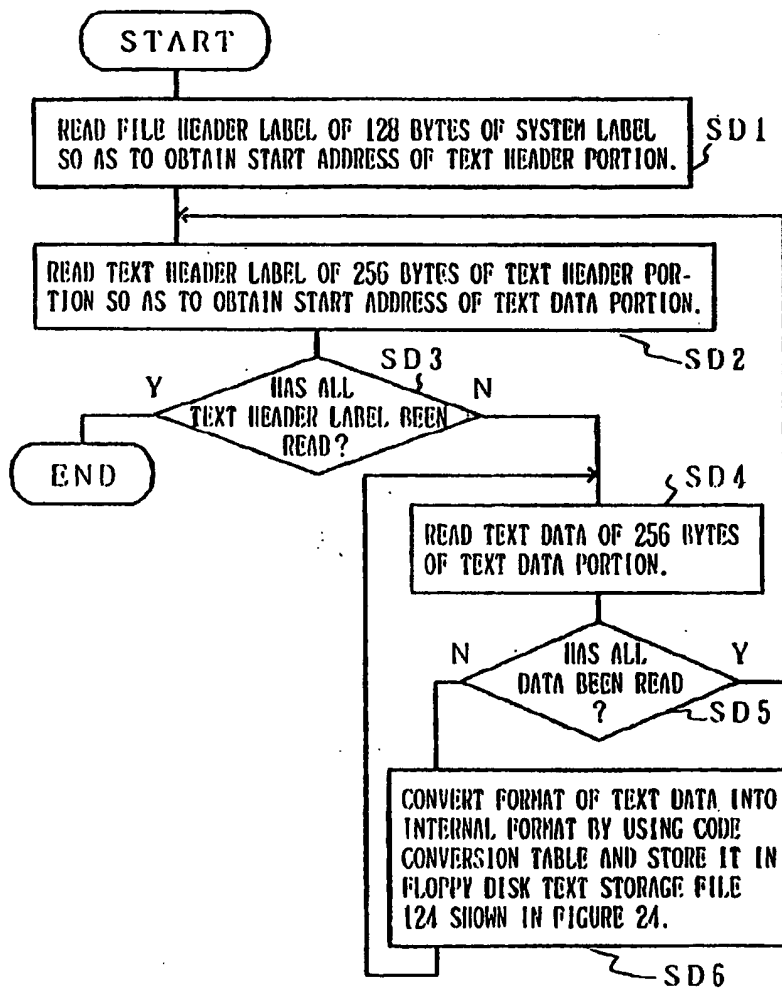 START
READ FILE HEADER LABEL OF 128 BYTES OF SYSTEM LABEL
SO AS TO OBTAIN START ADDRESS OF TEXT HEADER PORTION.
SD1
READ TEXT HEADER LABEL OF 256 BYTES OF TEXT HEADER POR-
TION SO AS TO OBTAIN START ADDRESS OF TEXT DATA PORTION.
SD2
SD3
Y
N
HAS ALL
TEXT HEADER LABEL BEEN
READ?
END
SD4
READ TEXT DATA OF 256 BYTES
OF TEXT DATA PORTION.
N
Y
HAS ALL
DATA BEEN READ
?
SD5
CONVERT FORMAT OF TEXT DATA INTO
INTERNAL FORMAT BY USING CODE
CONVERSION TABLE AND STORE IT IN
FLOPPY DISK TEXT STORAGE FILE
124 SHOWN IN FIGURE 24.
SD6